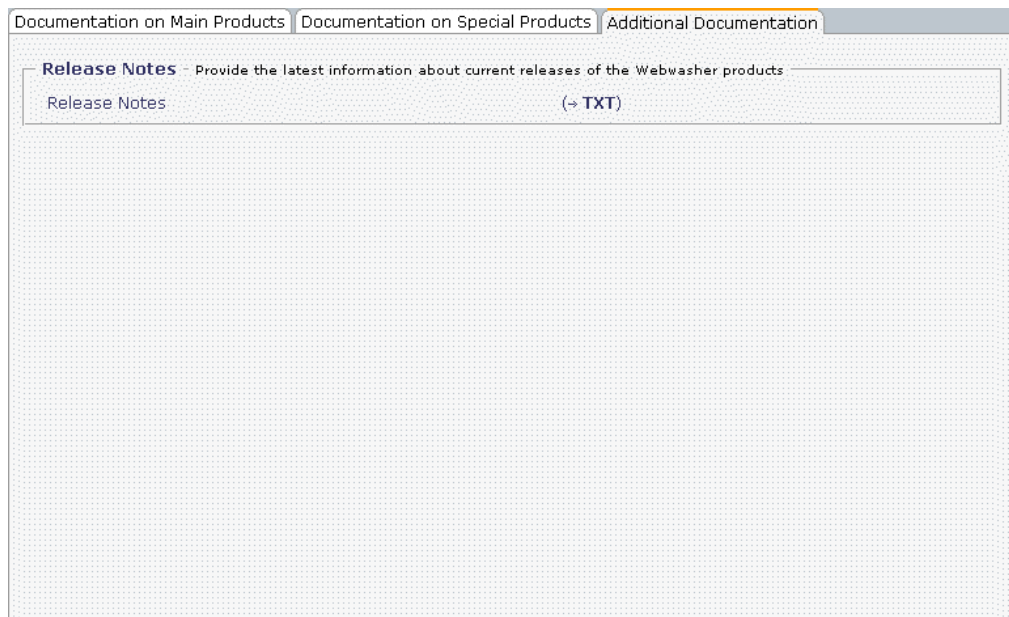 Documentation on Main Products Documentation on Special Products Additional Documentation
Release Notes - Provide the latest information about current releases of the Webwasher products
Release Notes (→ TXT)